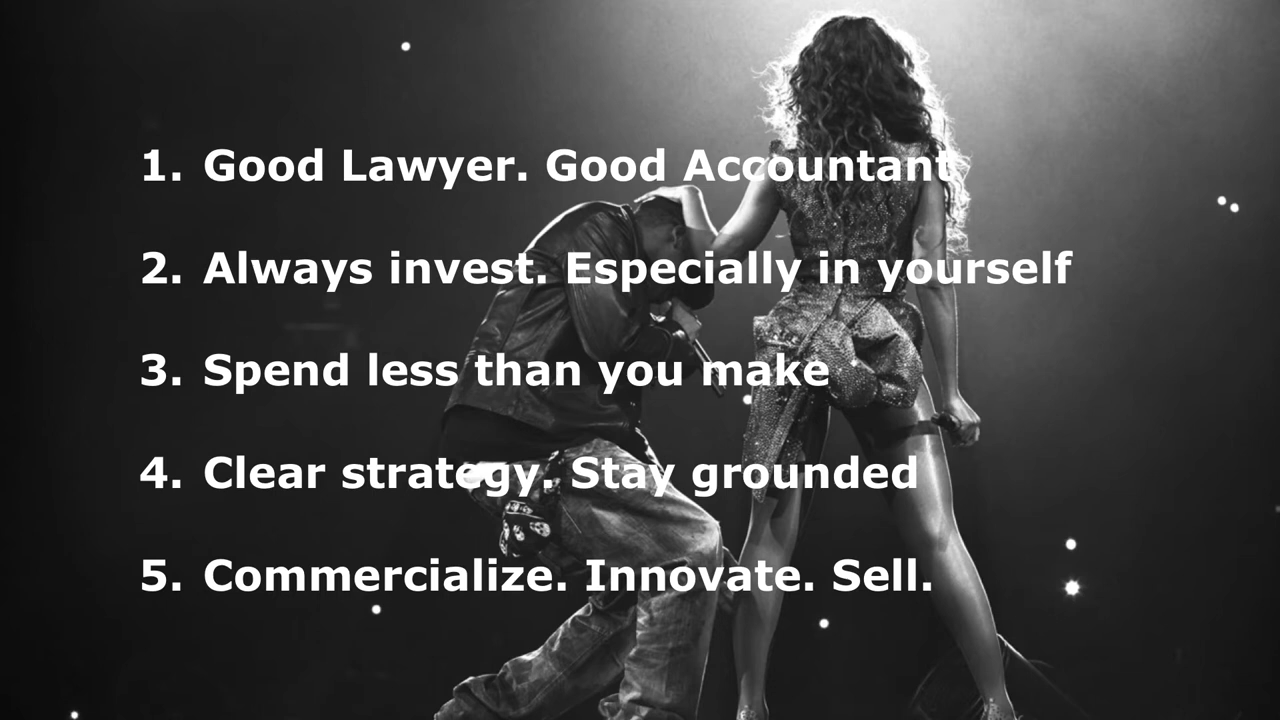 1. Good Lawyer. Good Accountant
2. Always invest. Especially in yourself
3. Spend less than you make
4. Clear strategy. Stay grounded
5. Commercialize. Innovate. Sell.